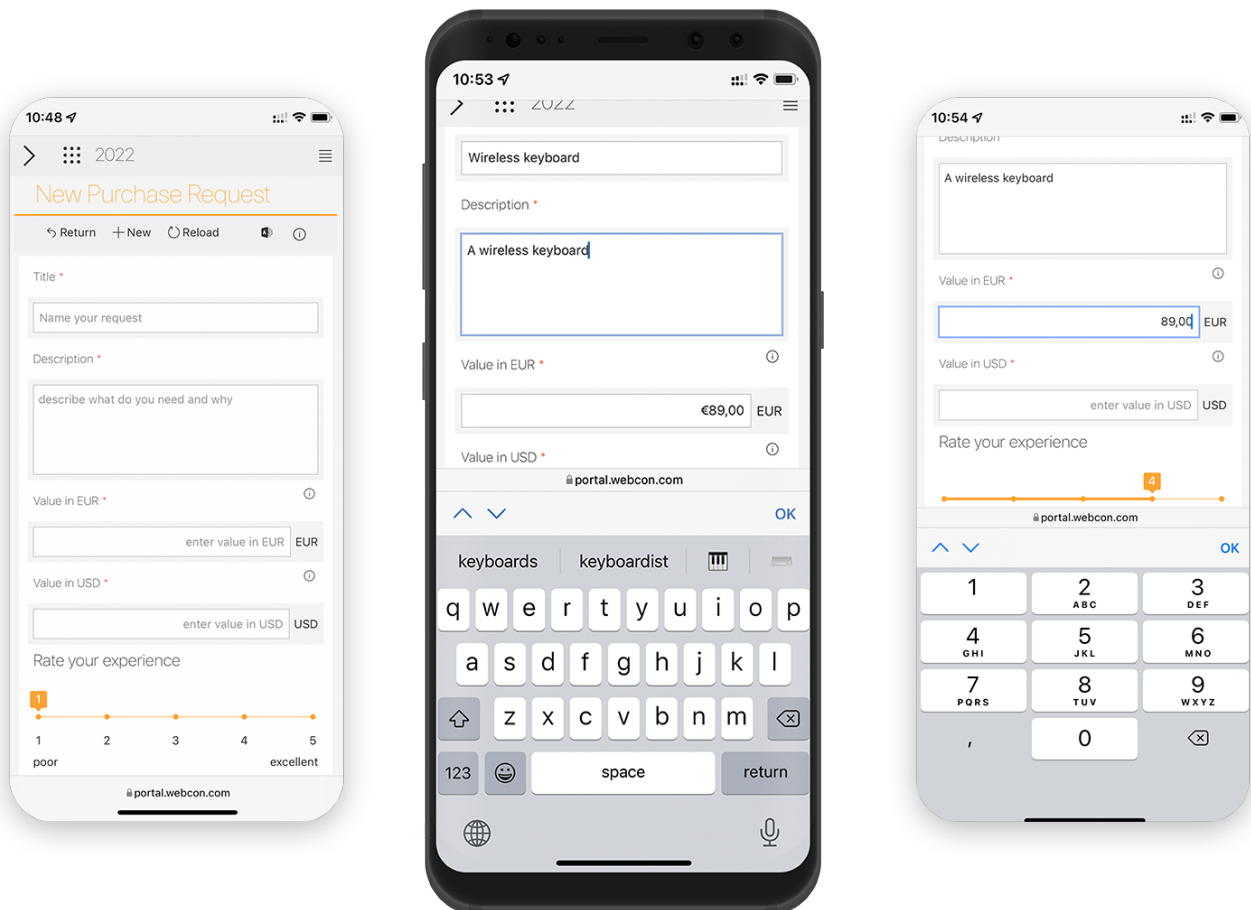 10:48
2022
New Purchase Request
Return New Reload
Title *
Name your request
Description *
describe what do you need and why
Value in EUR *
enter value in EUR EUR
Value in USD *
enter value in USD USD
Rate your experience
1
1 2 3 4 5
poor excellent
portal.webcon.com
10:53
2022
Wireless keyboard
Description *
A wireless keyboard
Value in EUR *
€89,00 EUR
Value in USD *
portal.webcon.com
OK
keyboards keyboardist
q w e r t y u i o p
a s d f g h j k l
z x c v b n m
123 space return
10:54
Description
A wireless keyboard
Value in EUR *
89,00 EUR
Value in USD *
enter value in USD USD
Rate your experience
4
portal.webcon.com
OK
1 2 3
ABC DEF
4 5 6
GHI JKL MNO
7 8 9
PQRS TUV WXYZ
, 0